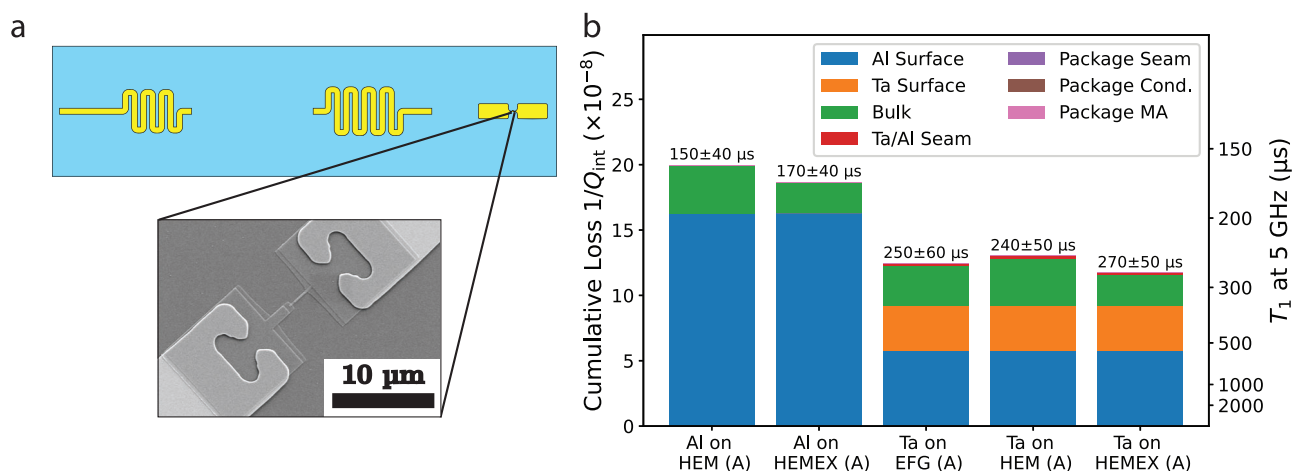 a
10 μm
b
Cumulative Loss 1/Q_int (×10⁻⁸)
25
20
15
10
5
0
Al Surface
Ta Surface
Bulk
Ta/Al Seam
Package Seam
Package Cond.
Package MA
150±40 μs
170±40 μs
250±60 μs
240±50 μs
270±50 μs
150
200
300
500
1000
2000
T₁ at 5 GHz (μs)
Al on
HEM (A)
Al on
HEMEX (A)
Ta on
EFG (A)
Ta on
HEM (A)
Ta on
HEMEX (A)